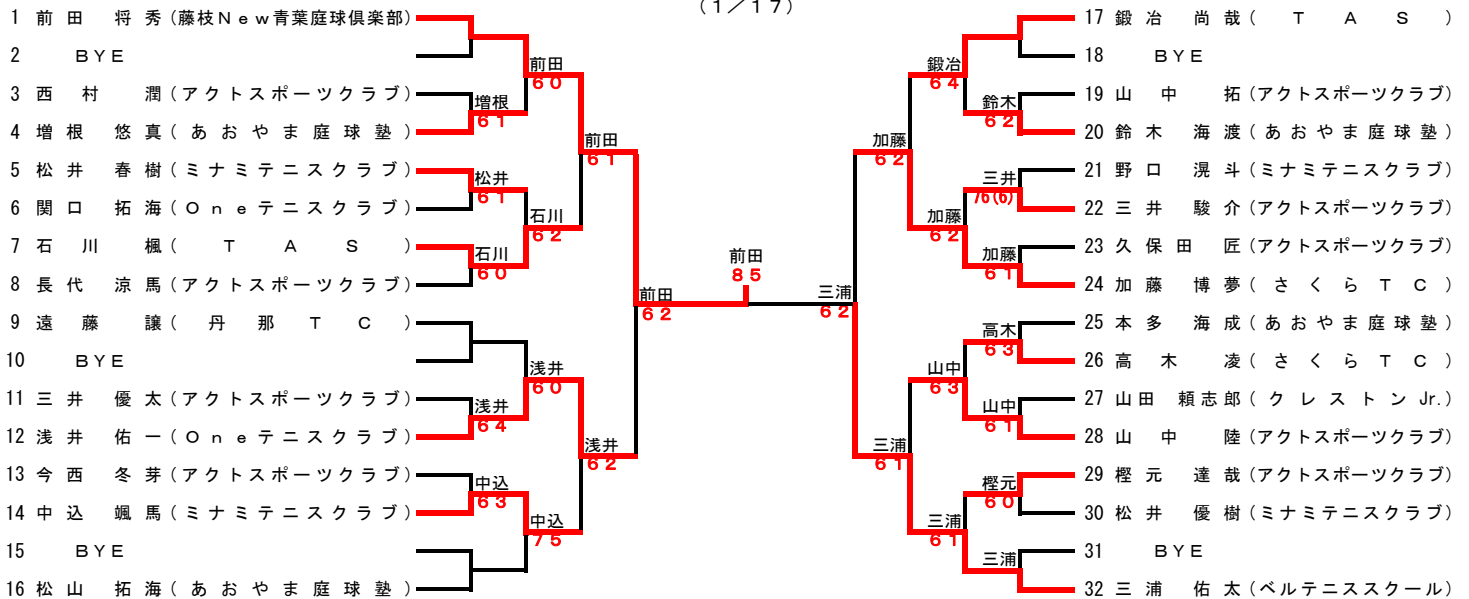 （１／１７）
1 前田 将秀（藤枝Ｎｅｗ青葉庭球倶楽部）
2 ＢＹＥ
3 西村 潤（アクトスポーツクラブ）
4 増根 悠真（あおやま庭球塾）
5 松井 春樹（ミナミテニスクラブ）
6 関口 拓海（Ｏｎｅテニスクラブ）
7 石川 楓（ＴＡＳ）
8 長代 涼馬（アクトスポーツクラブ）
9 遠藤 譲（丹那ＴＣ）
10 ＢＹＥ
11 三井 優太（アクトスポーツクラブ）
12 浅井 佑一（Ｏｎｅテニスクラブ）
13 今西 冬芽（アクトスポーツクラブ）
14 中込 颯馬（ミナミテニスクラブ）
15 ＢＹＥ
16 松山 拓海（あおやま庭球塾）
増根
６１
松井
６１
石川
６０
浅井
６４
中込
６３
前田
６０
石川
６２
浅井
６０
中込
７５
前田
６１
浅井
６２
前田
６２
前田
８５
三浦
６２
加藤
６２
三浦
６１
鍛冶
６４
加藤
６２
山中
６３
三浦
６１
鈴木
６２
三井
76(6)
加藤
６１
高木
６３
山中
６１
樫元
６０
三浦
17 鍛冶 尚哉（ＴＡＳ）
18 ＢＹＥ
19 山中 拓（アクトスポーツクラブ）
20 鈴木 海渡（あおやま庭球塾）
21 野口 滉斗（ミナミテニスクラブ）
22 三井 駿介（アクトスポーツクラブ）
23 久保田 匠（アクトスポーツクラブ）
24 加藤 博夢（さくらＴＣ）
25 本多 海成（あおやま庭球塾）
26 高木 凌（さくらＴＣ）
27 山田 頼志郎（クレストンJr.）
28 山中 陸（アクトスポーツクラブ）
29 樫元 達哉（アクトスポーツクラブ）
30 松井 優樹（ミナミテニスクラブ）
31 ＢＹＥ
32 三浦 佑太（ベルテニススクール）